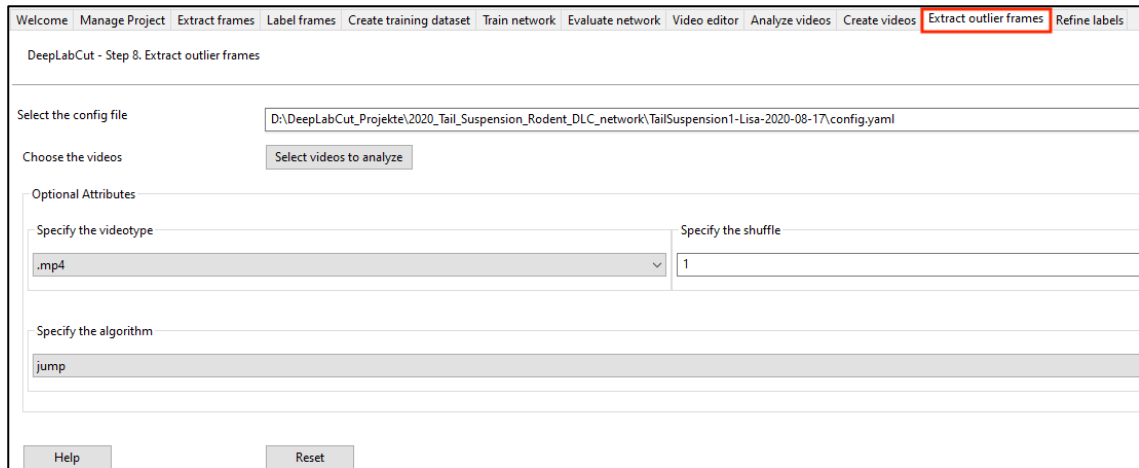 Welcome Manage Project Extract frames Label frames Create training dataset Train network Evaluate network Video editor Analyze videos Create videos Extract outlier frames Refine labels
DeepLabCut - Step 8. Extract outlier frames
Select the config file D:\DeepLabCut_Projekte\2020_Tail_Suspension_Rodent_DLC_network\TailSuspension1-Lisa-2020-08-17\config.yaml
Choose the videos Select videos to analyze
Optional Attributes
Specify the videotype Specify the shuffle
.mp4 1
Specify the algorithm
jump
Help Reset